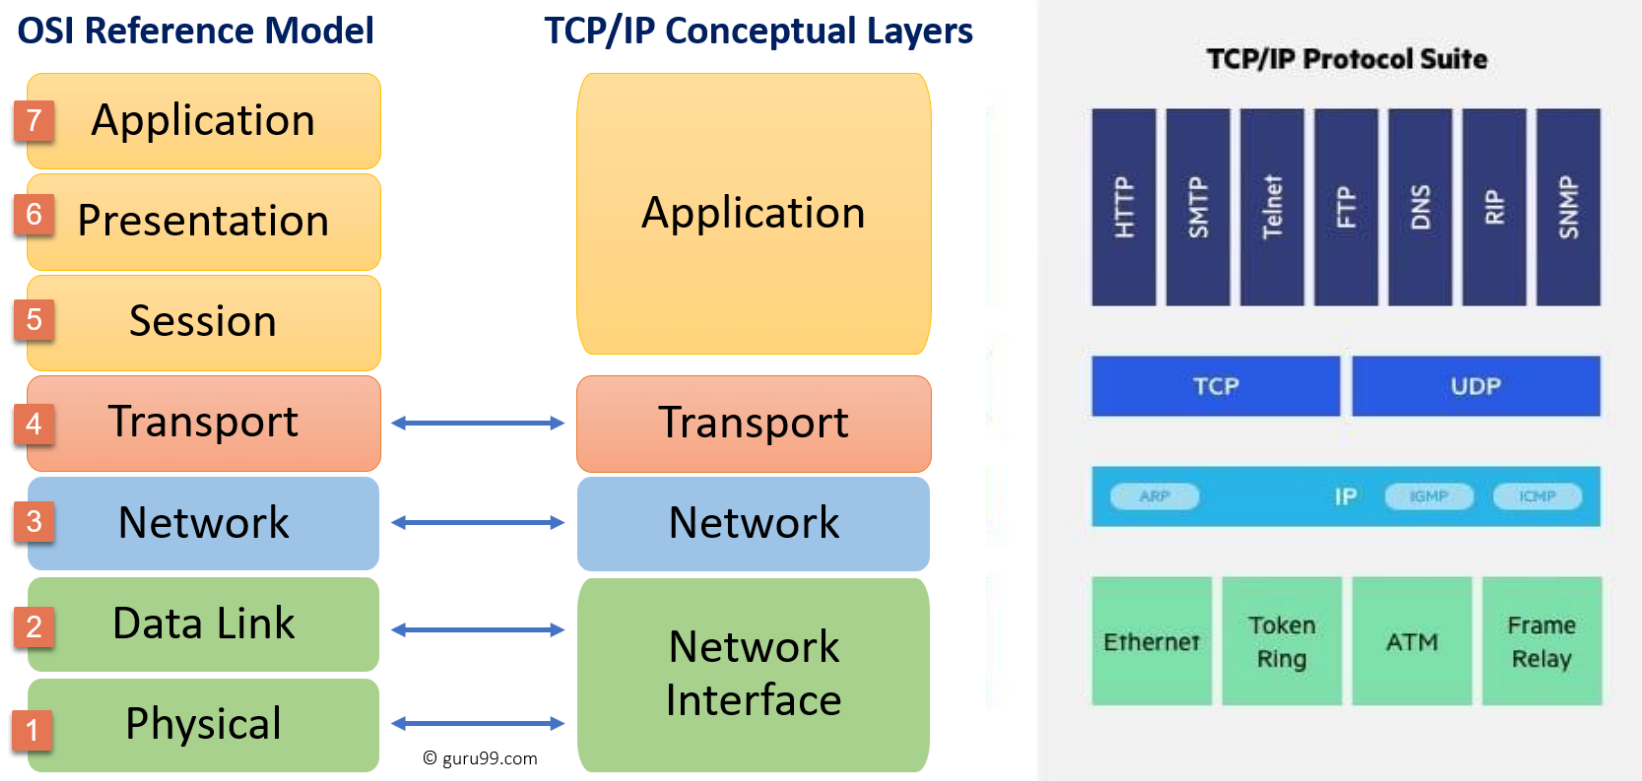 OSI Reference Model
7 Application
6 Presentation
5 Session
4 Transport
3 Network
2 Data Link
1 Physical
TCP/IP Conceptual Layers
Application
Transport
Network
Network
Interface
© guru99.com
TCP/IP Protocol Suite
HTTP
SMTP
Telnet
FTP
DNS
RIP
SNMP
TCP
UDP
ARP
IP
IGMP
ICMP
Ethernet
Token
Ring
ATM
Frame
Relay